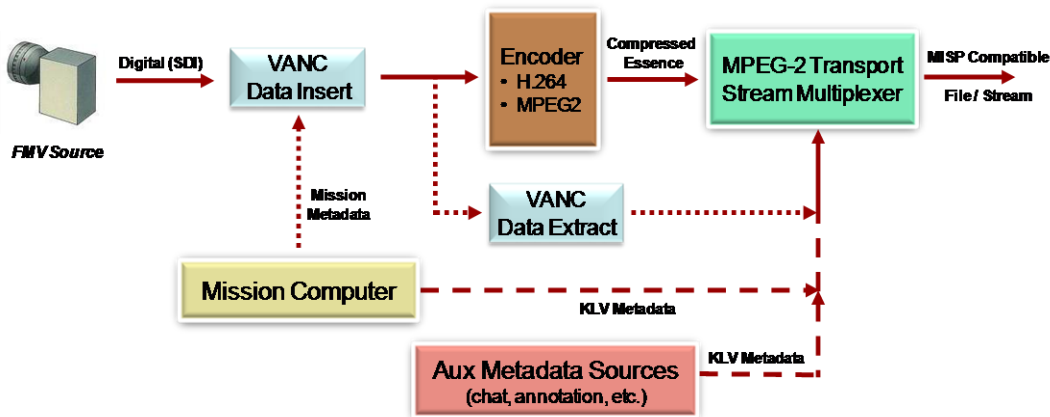 Digital (SDI)
FMV Source
VANC
Data Insert
Encoder
• H.264
• MPEG2
Compressed
Essence
MPEG-2 Transport
Stream Multiplexer
MISP Compatible
File / Stream
Mission
Metadata
VANC
Data Extract
Mission Computer
KLV Metadata
Aux Metadata Sources
(chat, annotation, etc.)
KLV Metadata